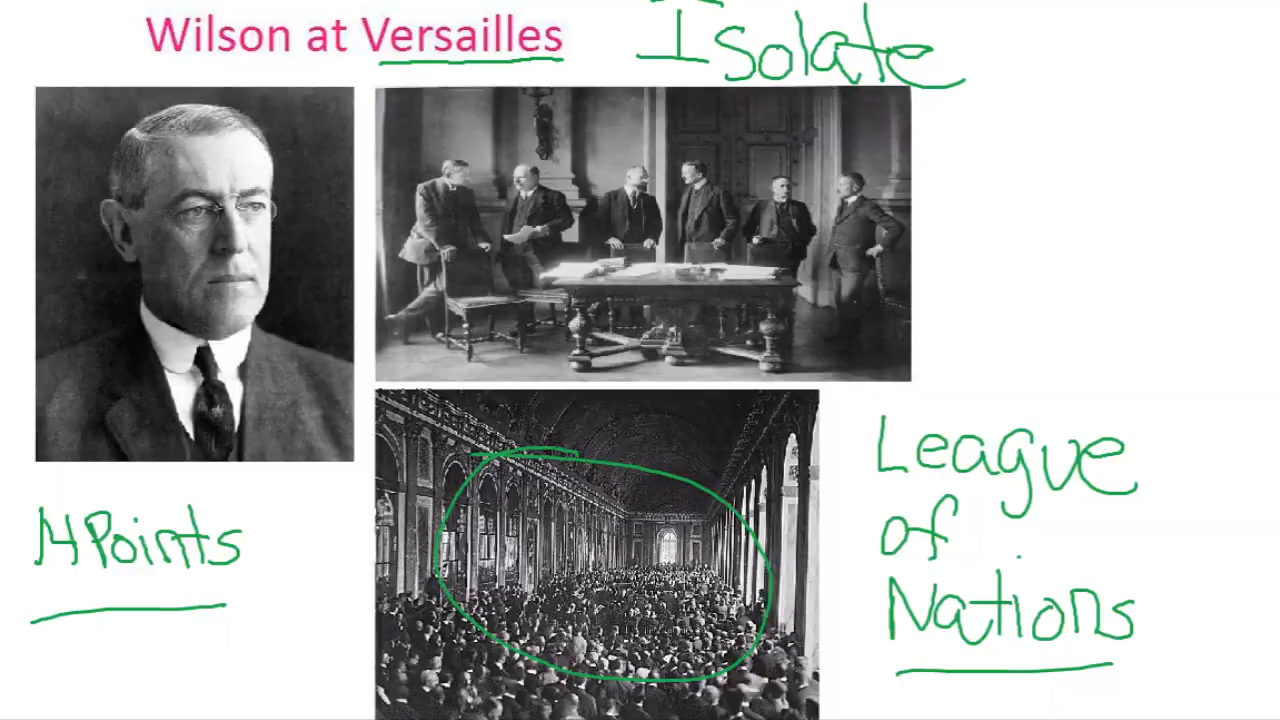 Wilson at Versailles
Isolate
14 Points
League
of
Nations